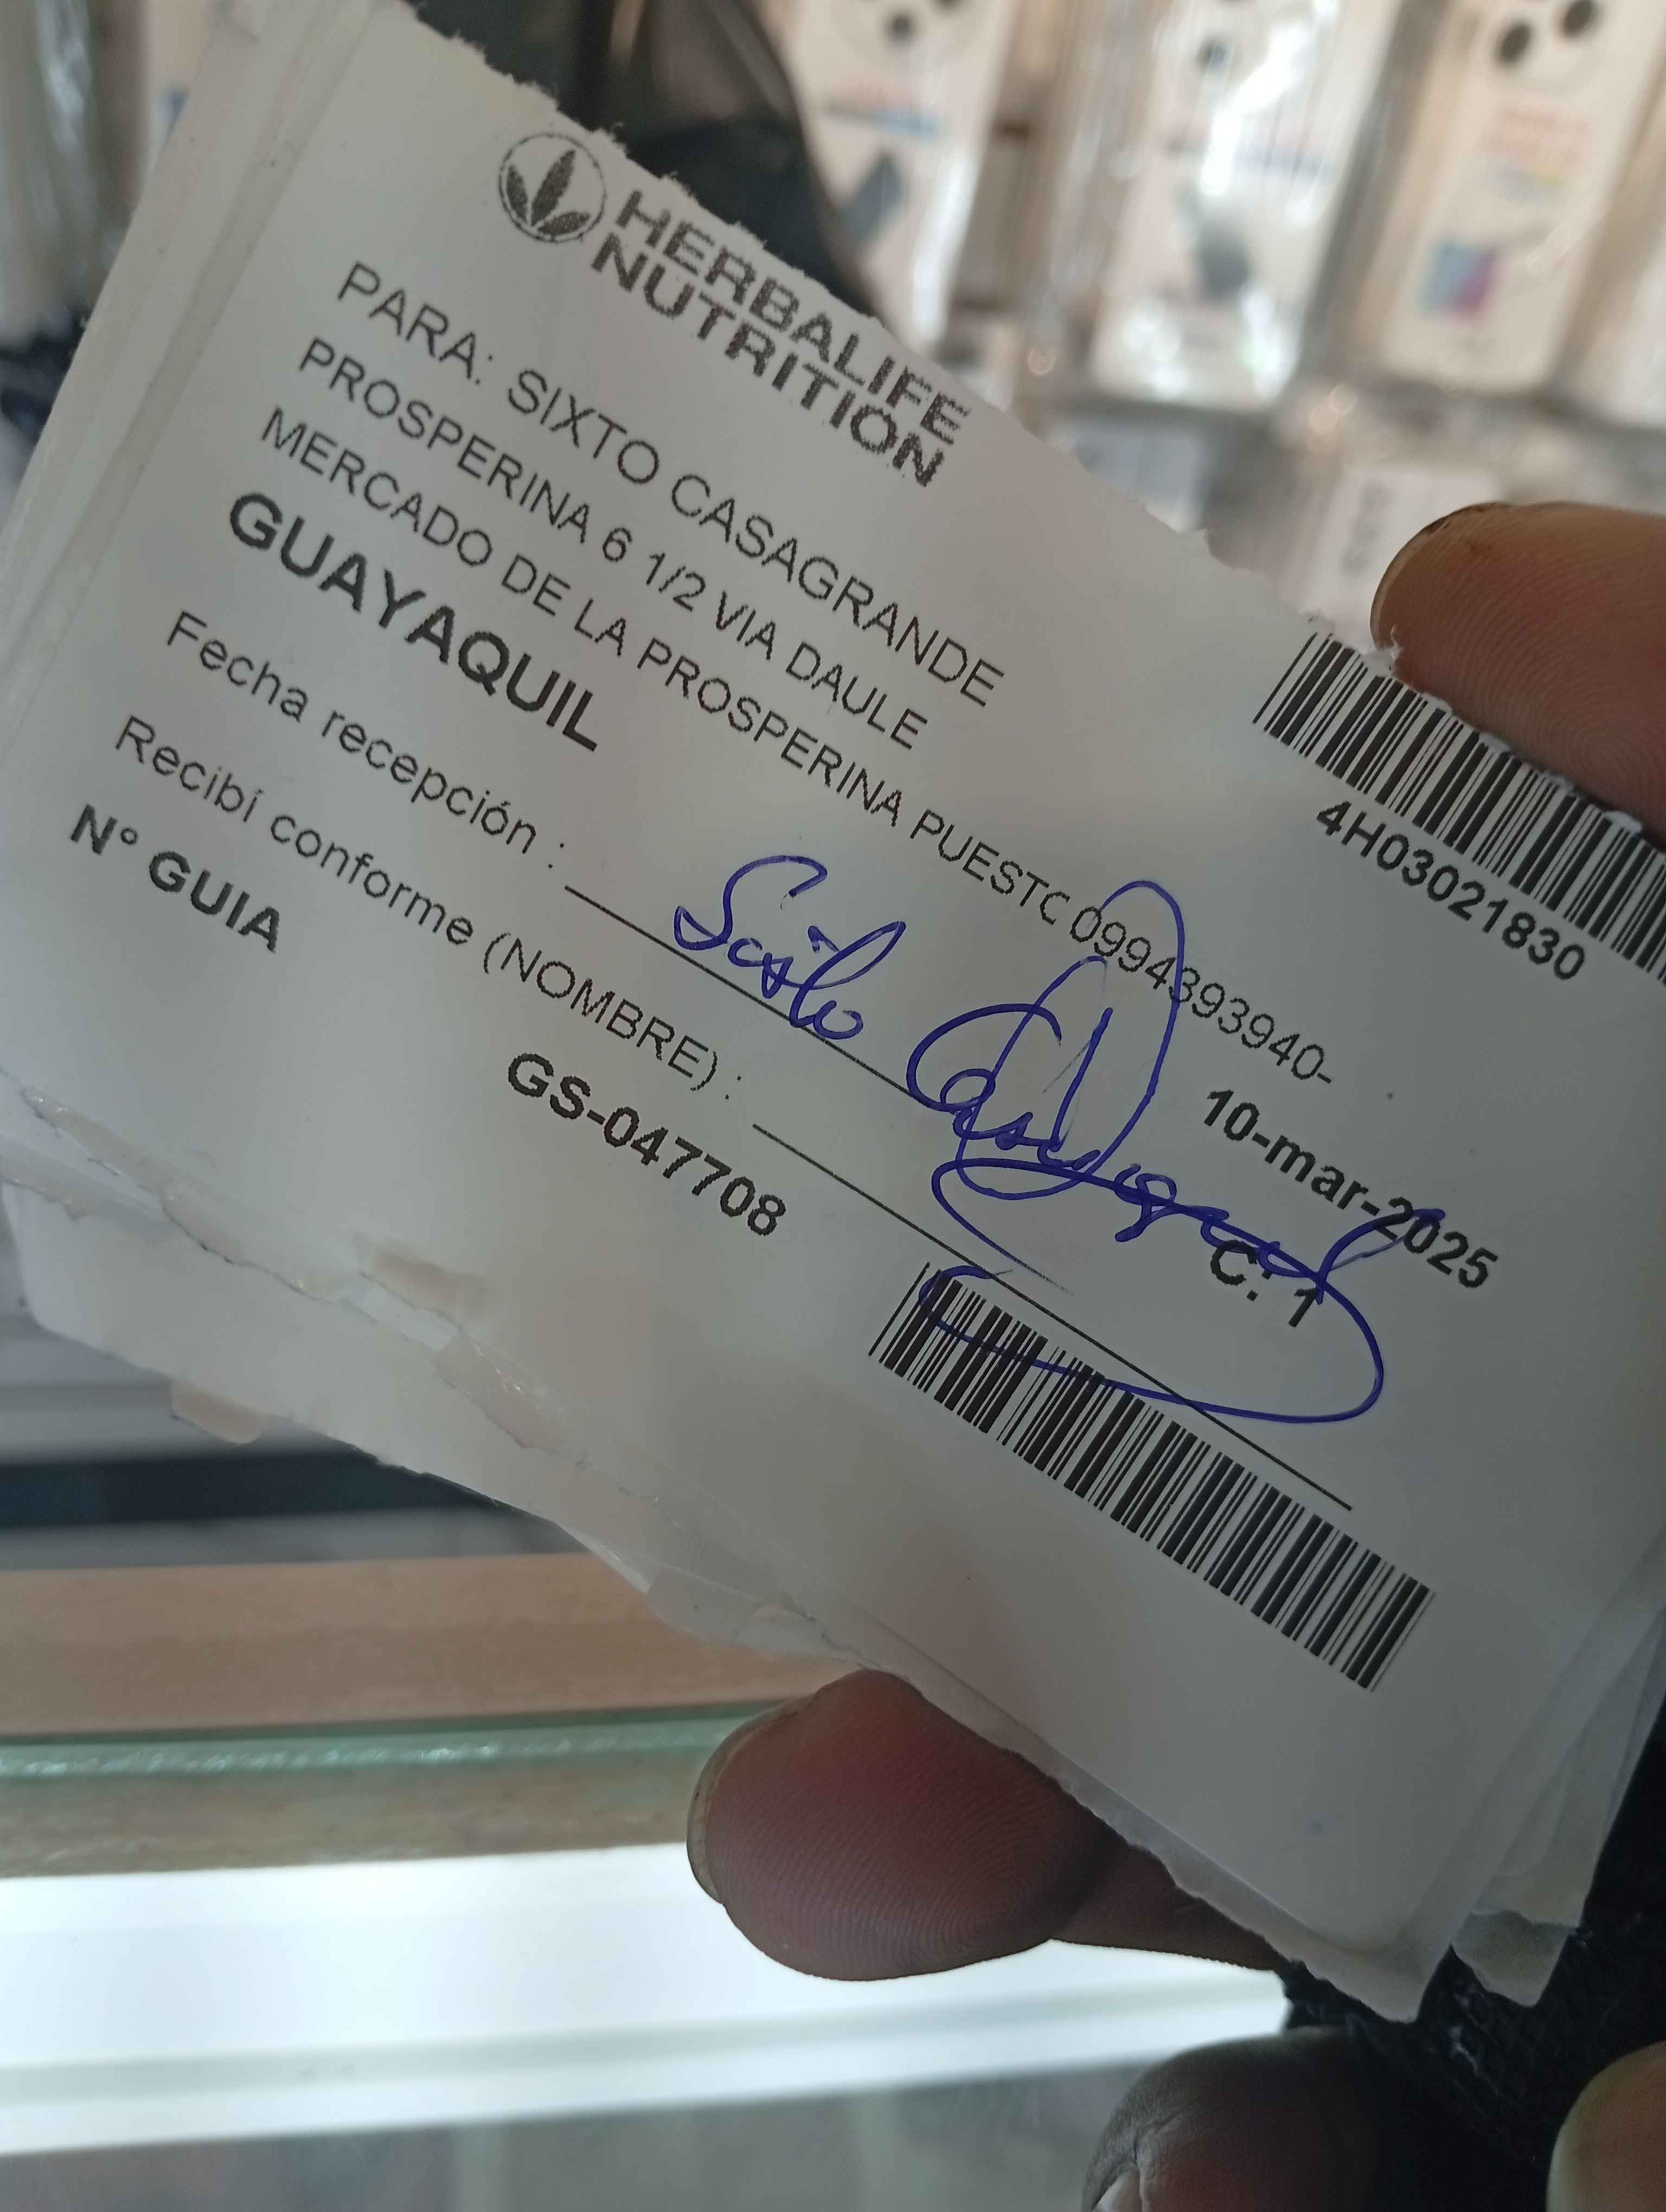 HERBALIFE
NUTRITION
PARA: SIXTO CASAGRANDE
PROSPERINA 6 1/2 VIA DAULE
MERCADO DE LA PROSPERINA PUESTO 0994393940-
GUAYAQUIL
4H03021830
Fecha recepción :
10-mar-2025
Recibí conforme (NOMBRE) :
Sixto
C: 1
N° GUIA
GS-047708